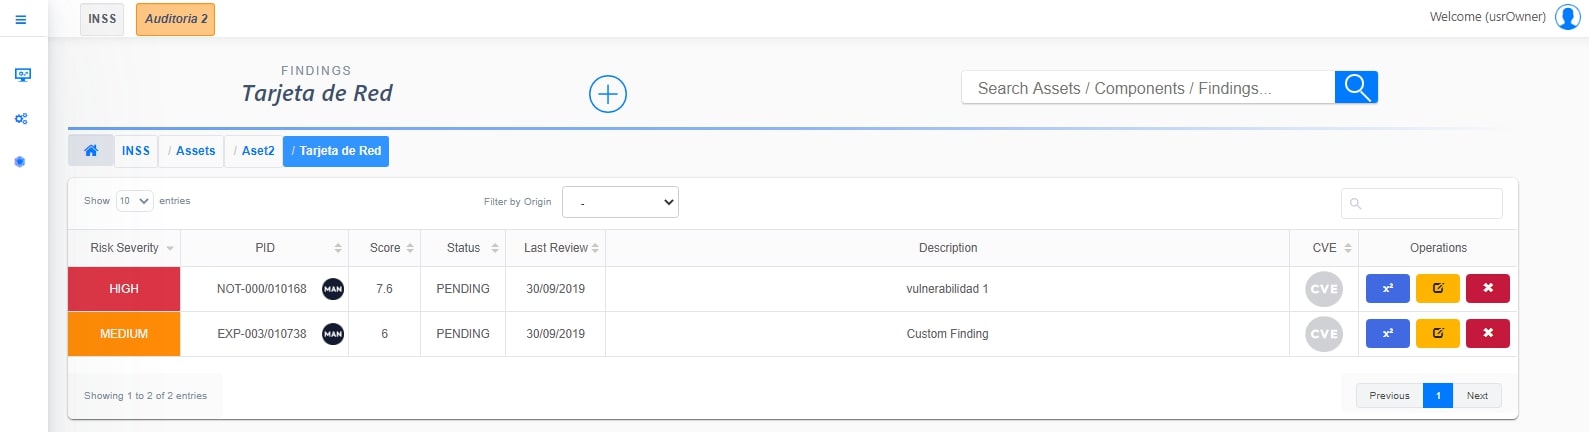 INSS Auditoria 2 Welcome (usrOwner)
FINDINGS
Tarjeta de Red
Search Assets / Components / Findings...
INSS / Assets / Aset2 / Tarjeta de Red
Show 10 entries Filter by Origin -
Risk Severity PID Score Status Last Review Description CVE Operations
HIGH NOT-000/010168 MAN 7.6 PENDING 30/09/2019 vulnerabilidad 1 CVE x²
MEDIUM EXP-003/010738 MAN 6 PENDING 30/09/2019 Custom Finding CVE x²
Showing 1 to 2 of 2 entries Previous 1 Next